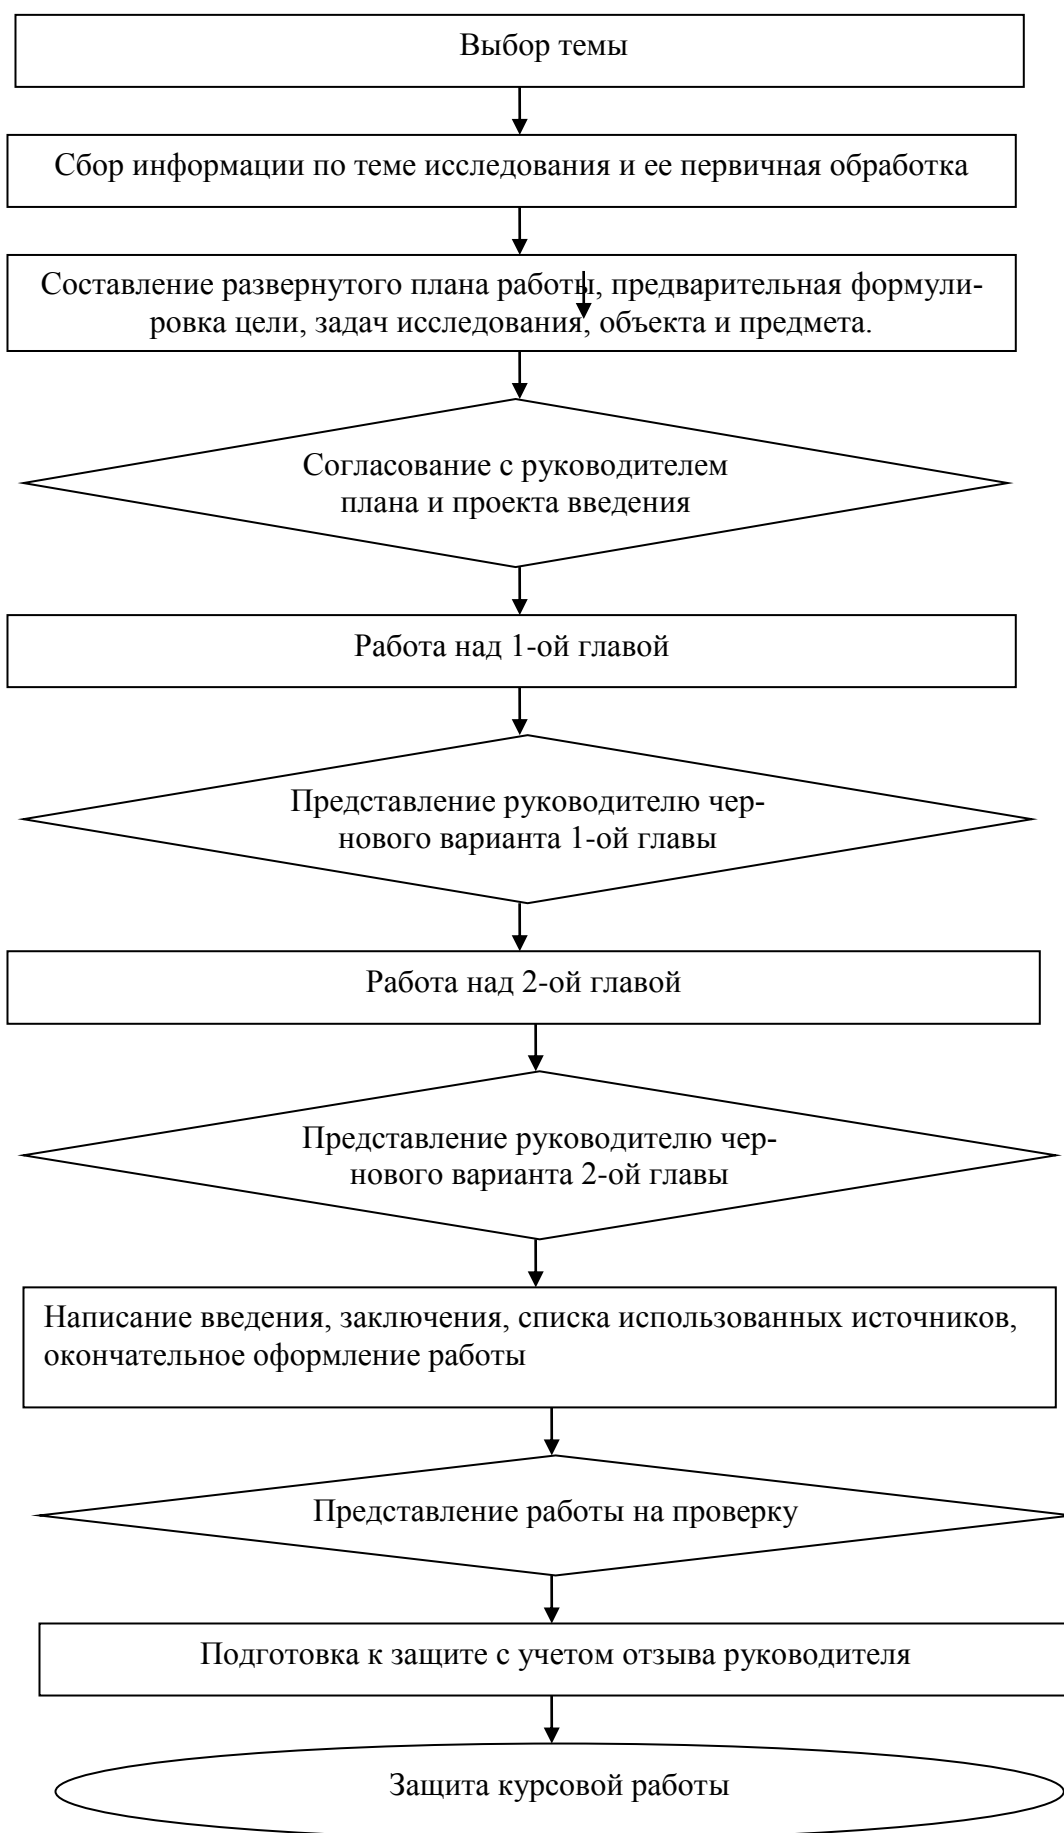 Выбор темы
Сбор информации по теме исследования и ее первичная обработка
Составление развернутого плана работы, предварительная формули-
ровка цели, задач исследования, объекта и предмета.
Согласование с руководителем
плана и проекта введения
Работа над 1-ой главой
Представление руководителю чер-
нового варианта 1-ой главы
Работа над 2-ой главой
Представление руководителю чер-
нового варианта 2-ой главы
Написание введения, заключения, списка использованных источников,
окончательное оформление работы
Представление работы на проверку
Подготовка к защите с учетом отзыва руководителя
Защита курсовой работы